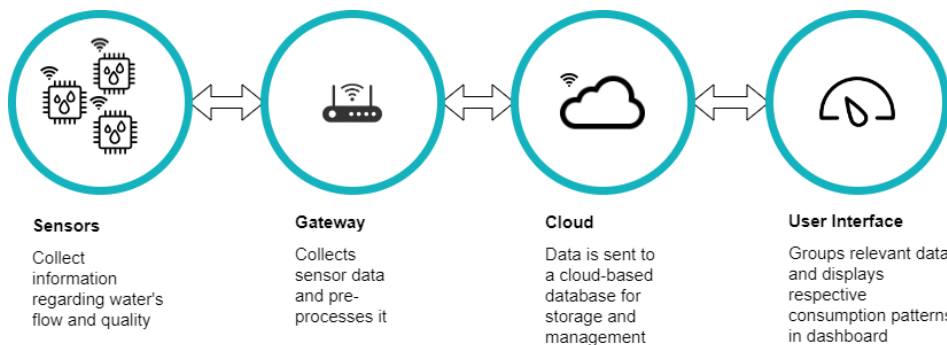 Sensors
Collect
information
regarding water's
flow and quality
Gateway
Collects
sensor data
and pre-
processes it
Cloud
Data is sent to
a cloud-based
database for
storage and
management
User Interface
Groups relevant data
and displays
respective
consumption patterns
in dashboard